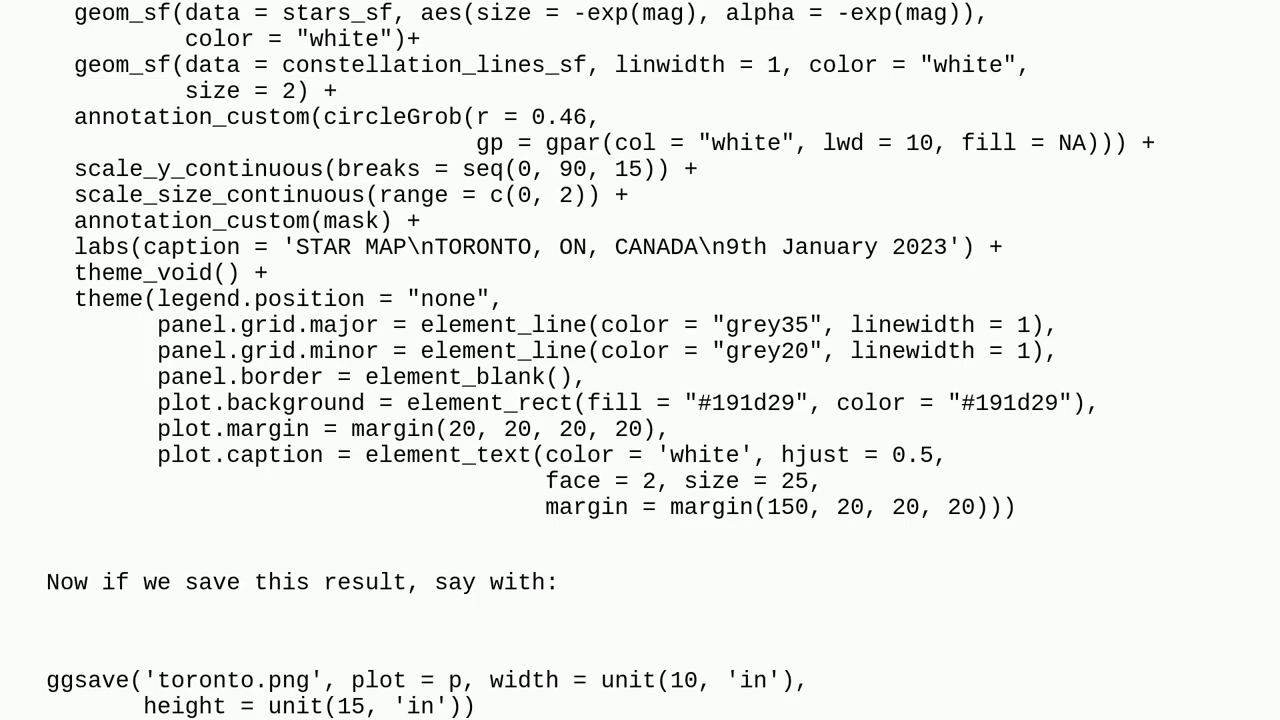 geom_sf(data = stars_sf, aes(size = -exp(mag), alpha = -exp(mag)),
color = "white")+
geom_sf(data = constellation_lines_sf, linwidth = 1, color = "white",
size = 2) +
annotation_custom(circleGrob(r = 0.46,
gp = gpar(col = "white", lwd = 10, fill = NA))) +
scale_y_continuous(breaks = seq(0, 90, 15)) +
scale_size_continuous(range = c(0, 2)) +
annotation_custom(mask) +
labs(caption = 'STAR MAP\nTORONTO, ON, CANADA\n9th January 2023') +
theme_void() +
theme(legend.position = "none",
panel.grid.major = element_line(color = "grey35", linewidth = 1),
panel.grid.minor = element_line(color = "grey20", linewidth = 1),
panel.border = element_blank(),
plot.background = element_rect(fill = "#191d29", color = "#191d29"),
plot.margin = margin(20, 20, 20, 20),
plot.caption = element_text(color = 'white', hjust = 0.5,
face = 2, size = 25,
margin = margin(150, 20, 20, 20)))
Now if we save this result, say with:
ggsave('toronto.png', plot = p, width = unit(10, 'in'),
height = unit(15, 'in'))